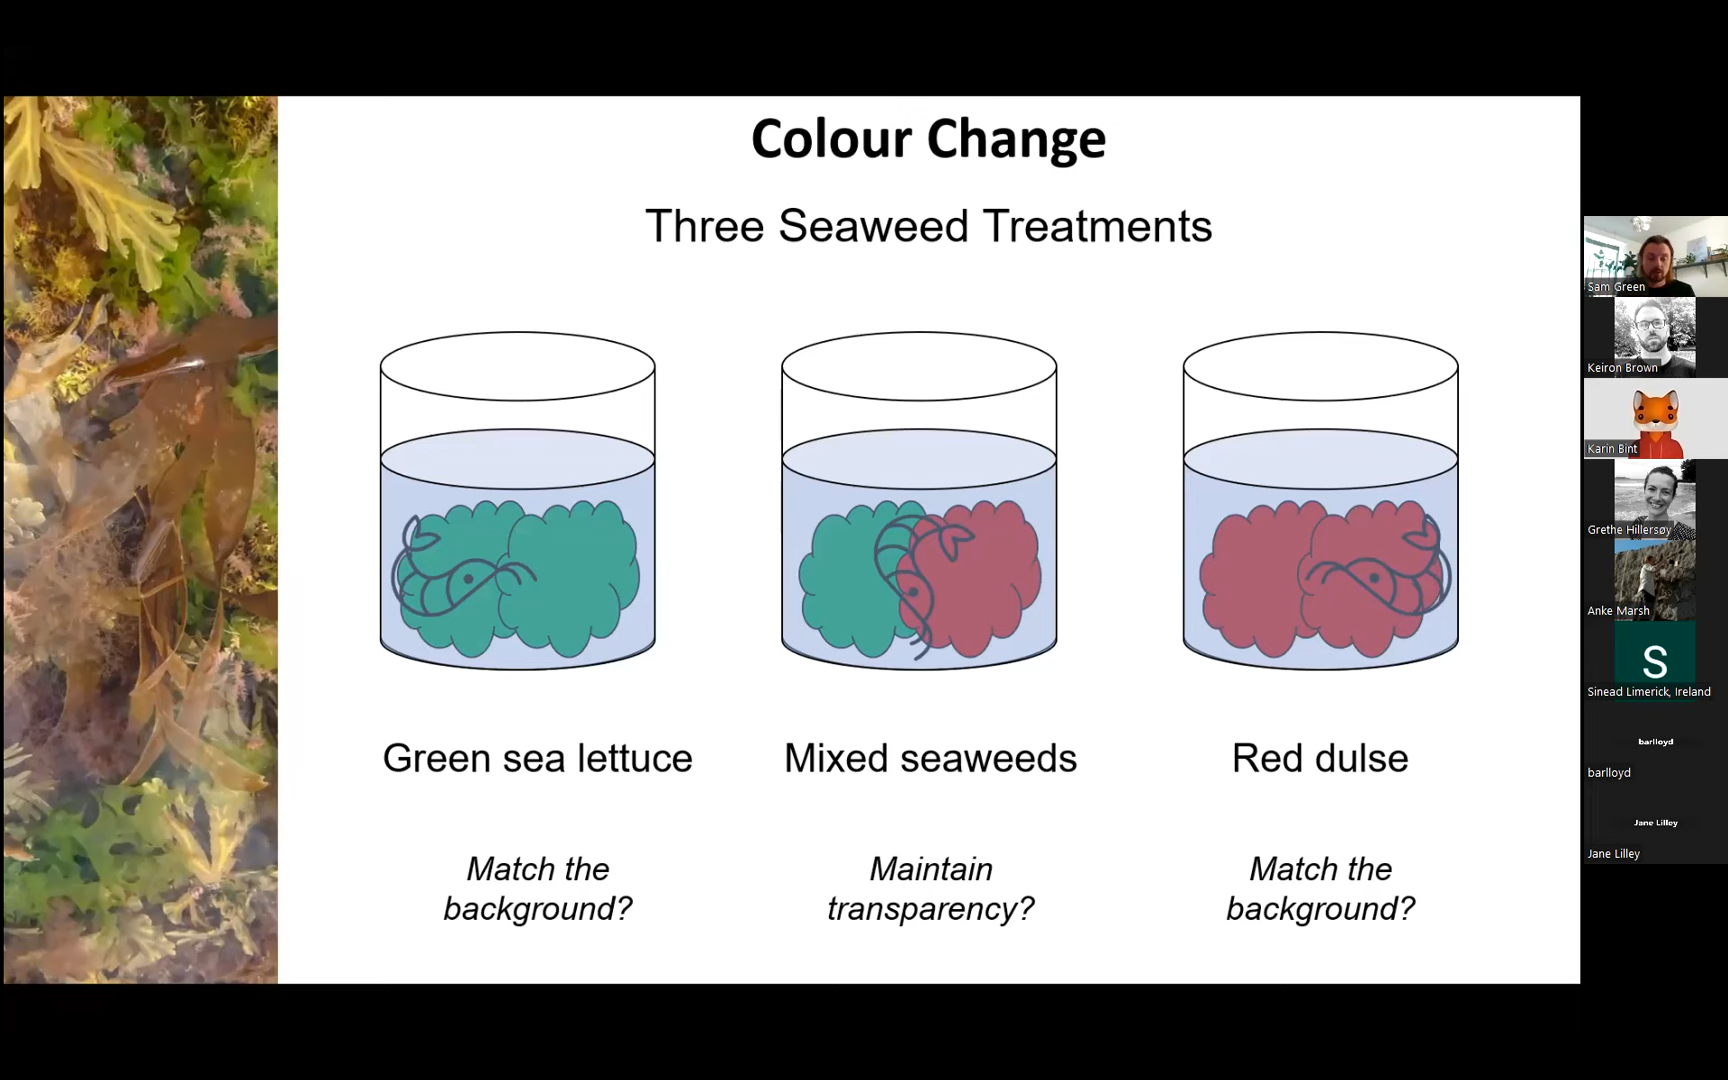 Colour Change
Three Seaweed Treatments
Green sea lettuce
Mixed seaweeds
Red dulse
Match the
background?
Maintain
transparency?
Match the
background?
Sam Green
Keiron Brown
Karin Bint
Grethe Hillersøy
Anke Marsh
S
Sinead Limerick, Ireland
barlloyd
barlloyd
Jane Lilley
Jane Lilley